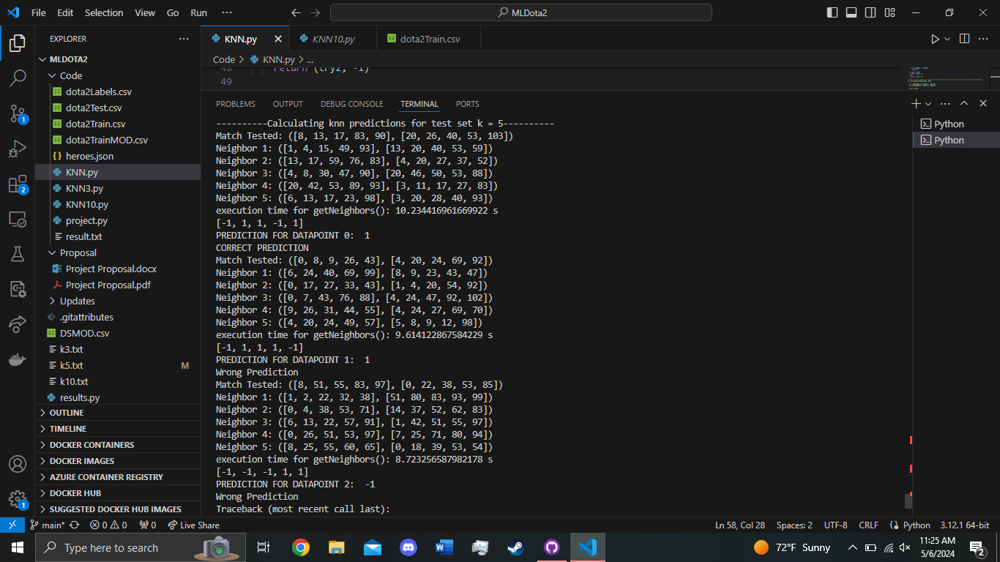 File Edit Selection View Go Run ··· MLDota2
EXPLORER ···
MLDOTA2
Code
dota2Labels.csv
dota2Test.csv
dota2Train.csv
dota2TrainMOD.csv
heroes.json
KNN.py
KNN3.py
KNN10.py
project.py
result.txt
Proposal
Project Proposal.docx
Project Proposal.pdf
Updates
.gitattributes
DSMOD.csv
k3.txt
k5.txt M
k10.txt
results.py
OUTLINE
TIMELINE
DOCKER CONTAINERS
DOCKER IMAGES
AZURE CONTAINER REGISTRY
DOCKER HUB
SUGGESTED DOCKER HUB IMAGES
1
2
1
KNN.py KNN10.py dota2Train.csv
Code > KNN.py > ...
48 return (try2, -1)
49
PROBLEMS OUTPUT DEBUG CONSOLE TERMINAL PORTS
Python
Python
----------Calculating knn predictions for test set k = 5----------
Match Tested: ([8, 13, 17, 83, 90], [20, 26, 40, 53, 103])
Neighbor 1: ([1, 4, 15, 49, 93], [13, 20, 40, 53, 59])
Neighbor 2: ([13, 17, 59, 76, 83], [4, 20, 27, 37, 52])
Neighbor 3: ([4, 8, 30, 47, 90], [20, 46, 50, 53, 88])
Neighbor 4: ([20, 42, 53, 89, 93], [3, 11, 17, 27, 83])
Neighbor 5: ([6, 13, 17, 23, 98], [3, 20, 28, 40, 93])
execution time for getNeighbors(): 10.234416961669922 s
[-1, 1, 1, -1, 1]
PREDICTION FOR DATAPOINT 0:  1
CORRECT PREDICTION
Match Tested: ([0, 8, 9, 26, 43], [4, 20, 24, 69, 92])
Neighbor 1: ([6, 24, 40, 69, 99], [8, 9, 23, 43, 47])
Neighbor 2: ([0, 17, 27, 33, 43], [1, 4, 20, 54, 92])
Neighbor 3: ([0, 7, 43, 76, 88], [4, 24, 47, 92, 102])
Neighbor 4: ([9, 26, 31, 44, 55], [4, 24, 27, 69, 70])
Neighbor 5: ([4, 20, 24, 49, 57], [5, 8, 9, 12, 98])
execution time for getNeighbors(): 9.614122867584229 s
[-1, 1, 1, 1, -1]
PREDICTION FOR DATAPOINT 1:  1
Wrong Prediction
Match Tested: ([8, 51, 55, 83, 97], [0, 22, 38, 53, 85])
Neighbor 1: ([1, 2, 22, 32, 38], [51, 80, 83, 93, 99])
Neighbor 2: ([0, 4, 38, 53, 71], [14, 37, 52, 62, 83])
Neighbor 3: ([6, 13, 22, 57, 91], [1, 42, 51, 55, 97])
Neighbor 4: ([0, 26, 51, 53, 97], [7, 25, 71, 80, 94])
Neighbor 5: ([8, 25, 55, 60, 65], [0, 18, 39, 53, 54])
execution time for getNeighbors(): 8.723256587982178 s
[-1, -1, -1, 1, 1]
PREDICTION FOR DATAPOINT 2:  -1
Wrong Prediction
Traceback (most recent call last):
main* 0 0 0 Live Share Ln 58, Col 28 Spaces: 2 UTF-8 CRLF Python 3.12.1 64-bit
Type here to search 72°F Sunny 11:25 AM
5/6/2024 2